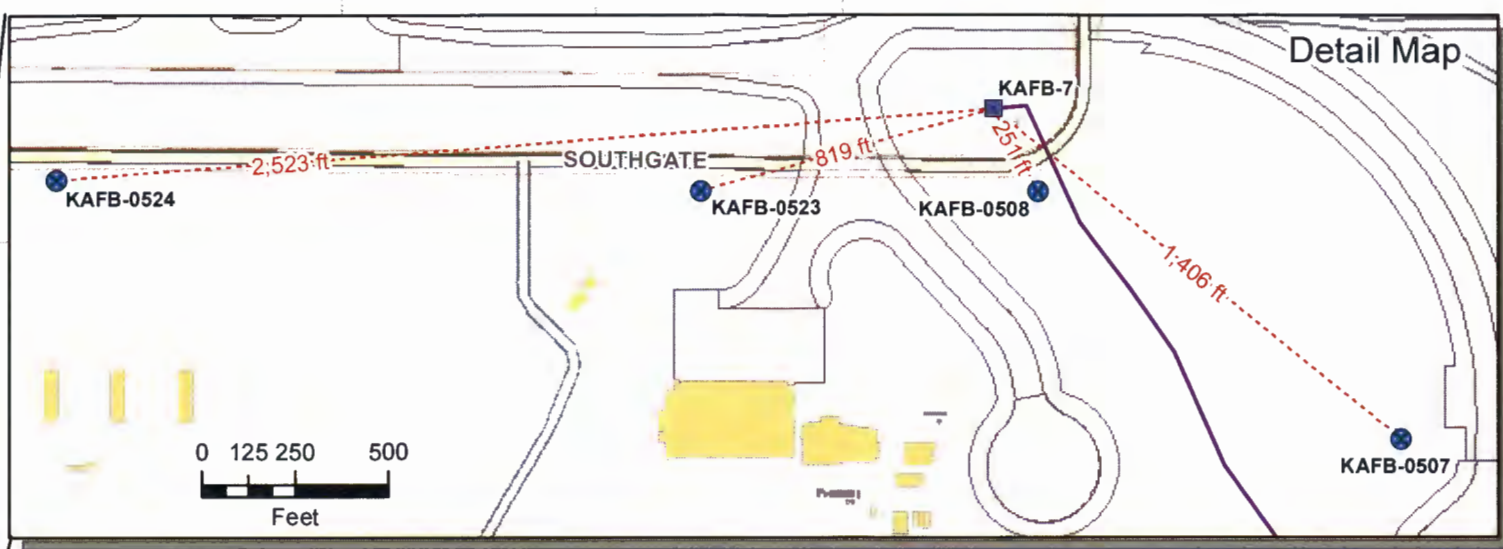 Detail Map
KAFB-7
251 ft
819 ft
2,523 ft
SOUTHGATE
KAFB-0524
KAFB-0523
KAFB-0508
1,406 ft
KAFB-0507
0 125 250 500
Feet